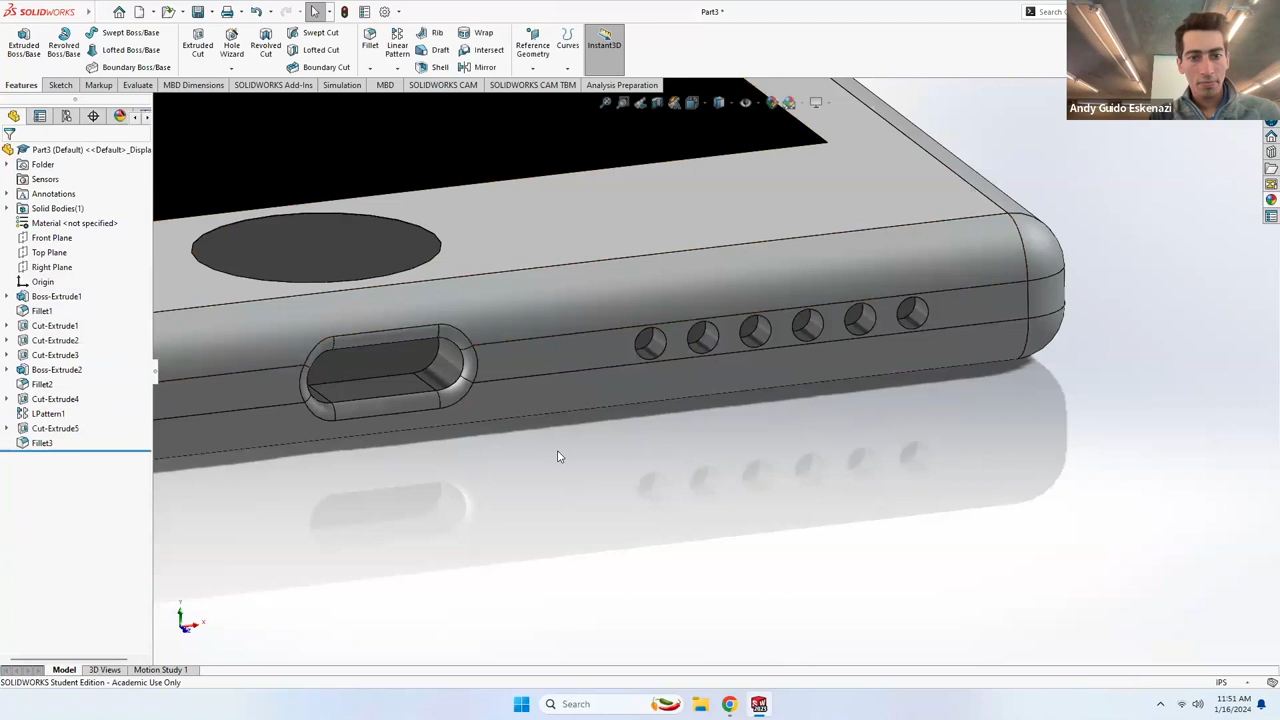 SOLIDWORKS
Part3 *
Search Co
Extruded Boss/Base
Revolved Boss/Base
Swept Boss/Base
Lofted Boss/Base
Boundary Boss/Base
Extruded Cut
Hole Wizard
Revolved Cut
Swept Cut
Lofted Cut
Boundary Cut
Fillet
Linear Pattern
Rib
Draft
Shell
Wrap
Intersect
Mirror
Reference Geometry
Curves
Instant3D
Features
Sketch
Markup
Evaluate
MBD Dimensions
SOLIDWORKS Add-Ins
Simulation
MBD
SOLIDWORKS CAM
SOLIDWORKS CAM TBM
Analysis Preparation
Andy Guido Eskenazi
Part3 (Default) <<Default>_Displa
Folder
Sensors
Annotations
Solid Bodies(1)
Material <not specified>
Front Plane
Top Plane
Right Plane
Origin
Boss-Extrude1
Fillet1
Cut-Extrude1
Cut-Extrude2
Cut-Extrude3
Boss-Extrude2
Fillet2
Cut-Extrude4
LPattern1
Cut-Extrude5
Fillet3
Y
X
Z
Model
3D Views
Motion Study 1
SOLIDWORKS Student Edition - Academic Use Only
IPS
Search
11:51 AM
1/16/2024